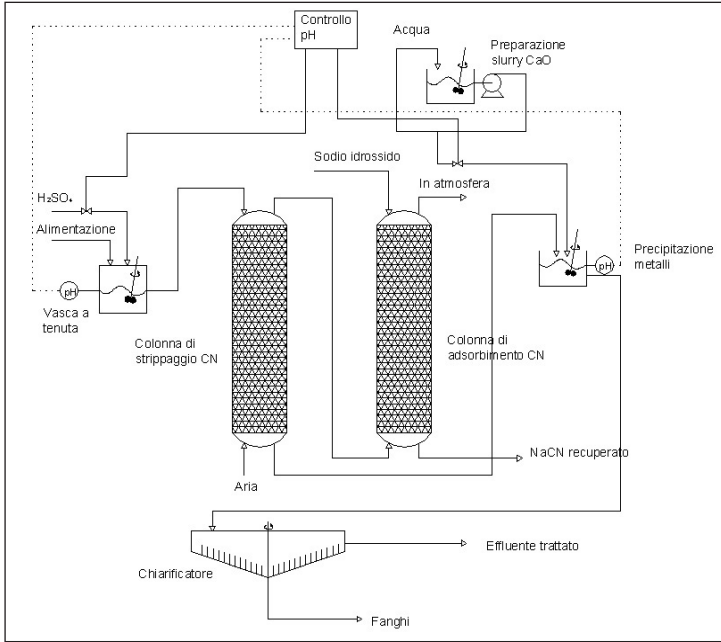 Controllo
pH
Acqua
Preparazione
slurry CaO
Sodio idrossido
In atmosfera
H₂SO₄
Alimentazione
pH
Vasca a
tenuta
Colonna di
strippaggio CN
Colonna di
adsorbimento CN
pH
Precipitazione
metalli
Aria
NaCN recuperato
Chiarificatore
Effluente trattato
Fanghi